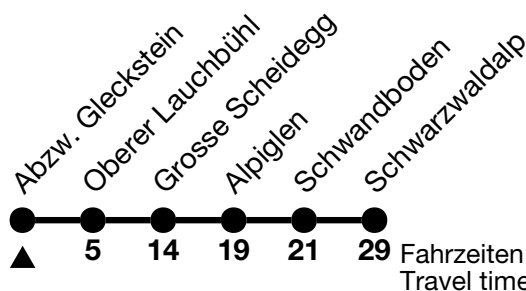 Abzw. Gleckstein
Oberer Lauchbühl
Grosse Scheidegg
Alpiglen
Schwandboden
Schwarzwaldalp
5 14 19 21 29 Fahrzeiten
Travel time